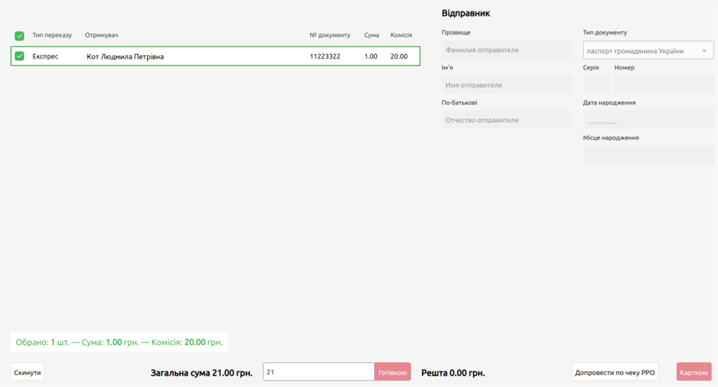 Відправник
Тип переказу Отримувач № документу Сума Комісія
Експрес Кот Людмила Петрівна 11223322 1.00 20.00
Прізвище
Фамилия отправителя
Ім'я
Имя отправителя
По-батькові
Отчество отправителя
Тип документу
паспорт громадянина України
Серія Номер
Дата народження
__.__.____
Місце народження
Обрано: 1 шт. — Сума: 1.00 грн. — Комісія: 20.00 грн.
Скинути Загальна сума 21.00 грн. 21 Готівкою Решта 0.00 грн. Допровести по чеку РРО Карткою